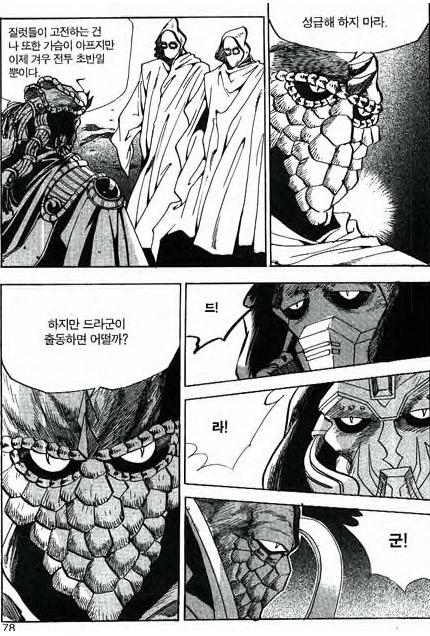 질럿들이 고전하는 건
나 또한 가슴이 아프지만
이제 겨우 전투 초반일
뿐이다.
성급해 하지 마라.
하지만 드라군이
출동하면 어떨까?
드!
라!
군!
78